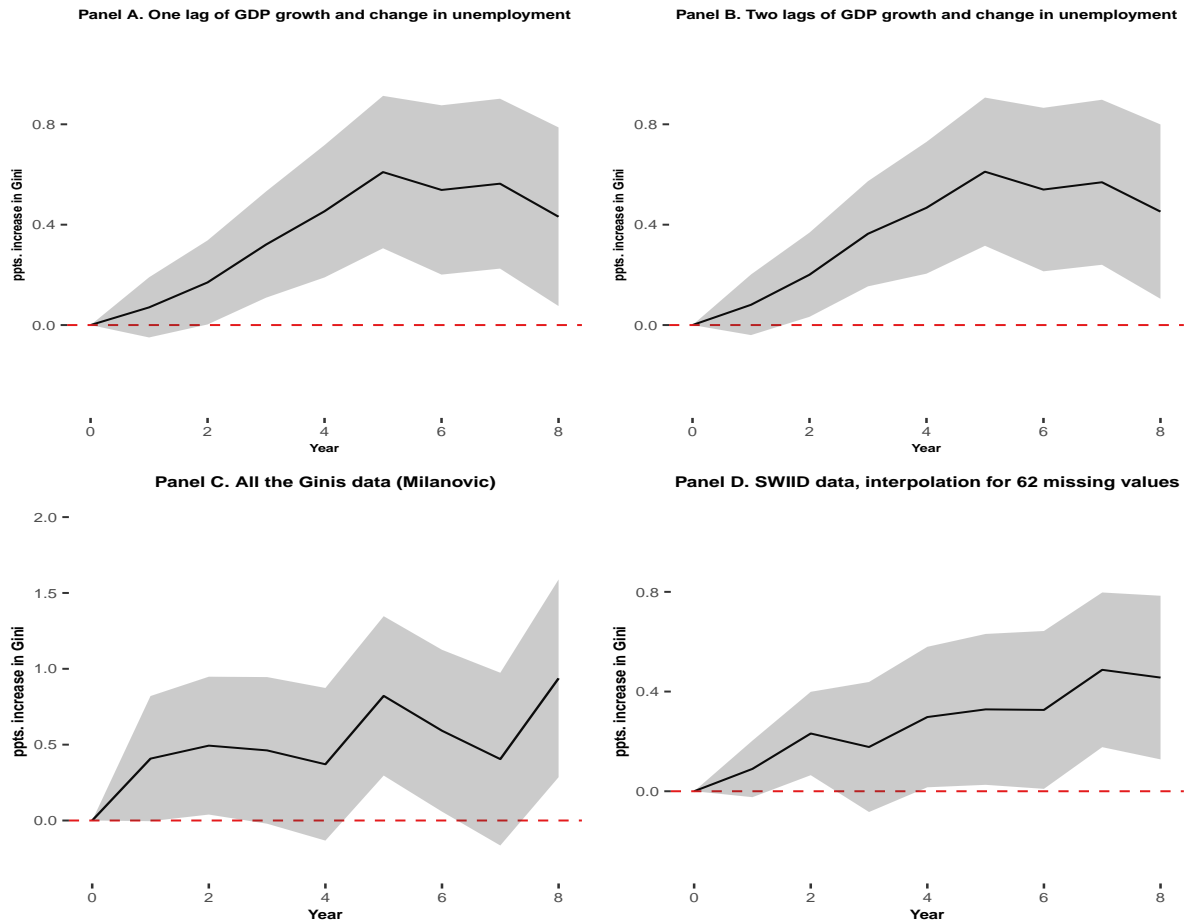 Panel A. One lag of GDP growth and change in unemployment
ppts. increase in Gini
0.8
0.4
0.0
0 2 4 6 8
Year
Panel B. Two lags of GDP growth and change in unemployment
ppts. increase in Gini
0.8
0.4
0.0
0 2 4 6 8
Year
Panel C. All the Ginis data (Milanovic)
ppts. increase in Gini
2.0
1.5
1.0
0.5
0.0
0 2 4 6 8
Year
Panel D. SWIID data, interpolation for 62 missing values
ppts. increase in Gini
0.8
0.4
0.0
0 2 4 6 8
Year